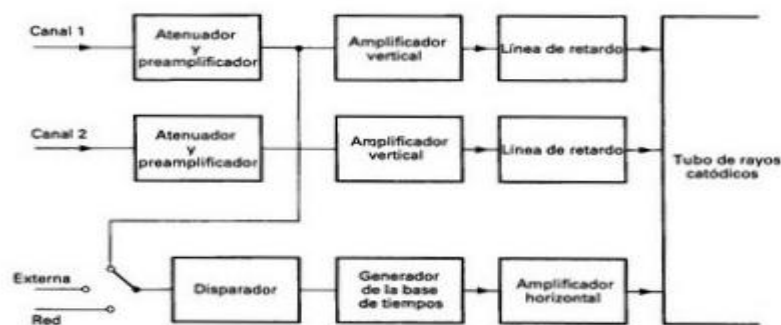 Canal 1
Atenuador
y
preamplificador
Amplificador
vertical
Línea de retardo
Canal 2
Atenuador
y
preamplificador
Amplificador
vertical
Línea de retardo
Tubo de rayos
catódicos
Externa
Red
Disparador
Generador
de la base
de tiempos
Amplificador
horizontal